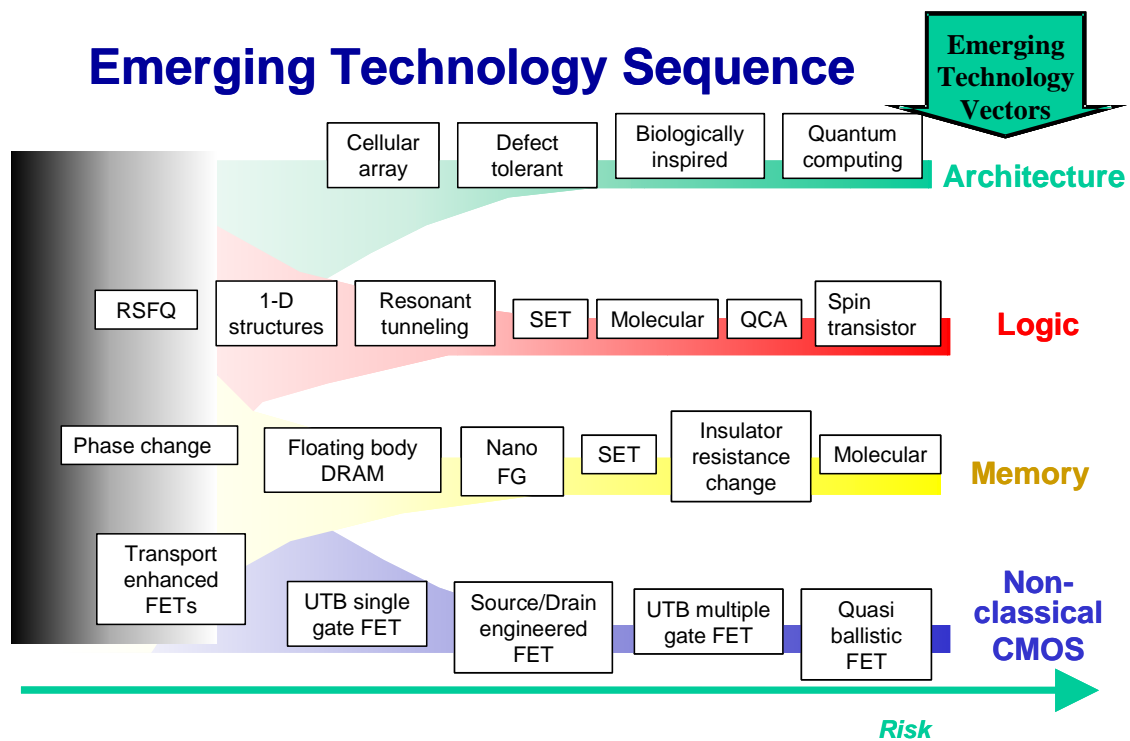 Emerging Technology Sequence
Emerging
Technology
Vectors
Cellular
array
Defect
tolerant
Biologically
inspired
Quantum
computing
Architecture
RSFQ
1-D
structures
Resonant
tunneling
SET
Molecular
QCA
Spin
transistor
Logic
Phase change
Floating body
DRAM
Nano
FG
SET
Insulator
resistance
change
Molecular
Memory
Transport
enhanced
FETs
UTB single
gate FET
Source/Drain
engineered
FET
UTB multiple
gate FET
Quasi
ballistic
FET
Non-
classical
CMOS
Risk